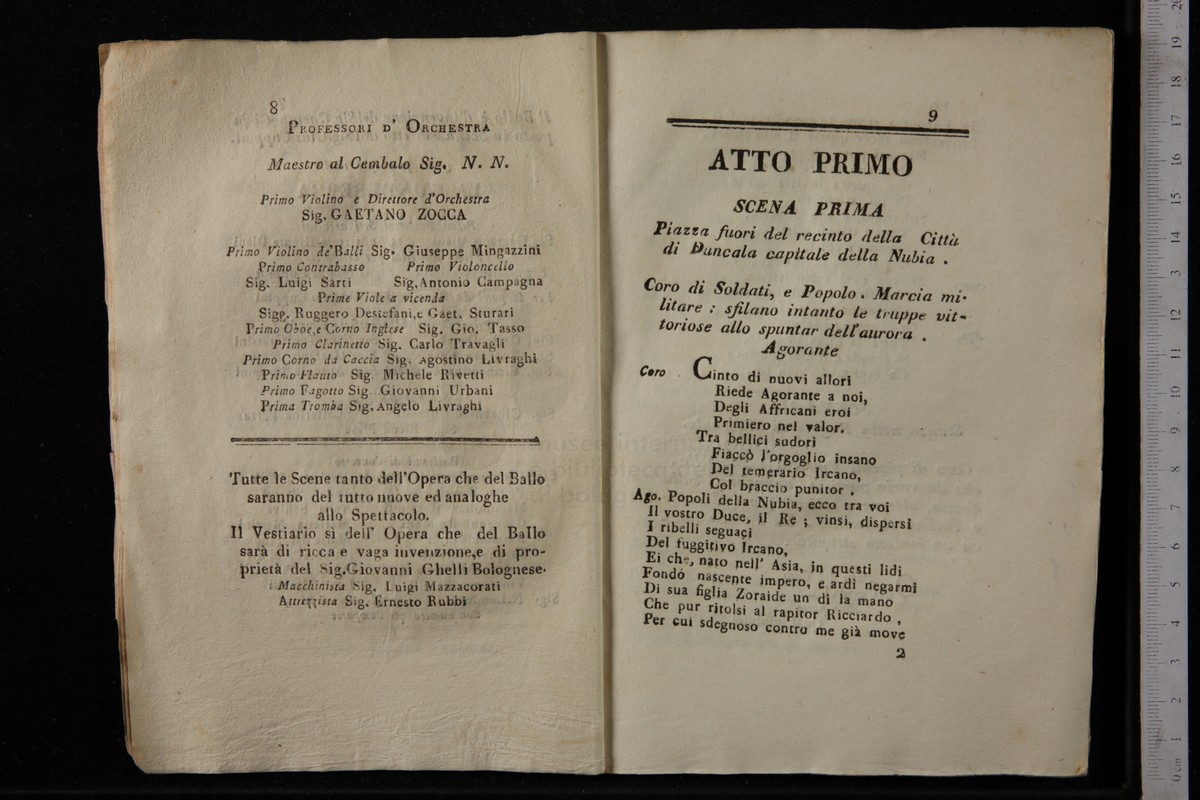 8
PROFESSORI D' ORCHESTRA
Maestro al Cembalo Sig. N. N.
Primo Violino e Direttore d'Orchestra
Sig. GAETANO ZOCCA
Primo Violino de' Balli Sig. Giuseppe Mingazzini
Primo Contrabasso Primo Violoncello
Sig. Luigi Sarti Sig. Antonio Campagna
Prime Viole a vicenda
Sigg. Ruggero Destefani, e Gaet. Sturari
Primo Oboe, e Corno Inglese Sig. Gio. Tasso
Primo Clarinetto Sig. Carlo Travagli
Primo Corno da Caccia Sig. Agostino Livraghi
Primo Flauto Sig. Michele Rivetti
Primo Fagotto Sig. Giovanni Urbani
Prima Tromba Sig. Angelo Livraghi
Tutte le Scene tanto dell'Opera che del Ballo
saranno del tutto nuove ed analoghe
allo Spettacolo.
Il Vestiario sì dell' Opera che del Ballo
sarà di ricca e vaga invenzione, e di pro-
prietà del Sig. Giovanni Ghelli Bolognese.
Macchinista Sig. Luigi Mazzacorati
Attrezzista Sig. Ernesto Rubbi
9
ATTO PRIMO
SCENA PRIMA
Piazza fuori del recinto della Città
di Duncala capitale della Nubia .
Coro di Soldati, e Popolo . Marcia mi-
litare : sfilano intanto le truppe vit-
toriose allo spuntar dell'aurora .
Agorante
Coro Cinto di nuovi allori
Riede Agorante a noi,
Degli Affricani eroi
Primiero nel valor.
Tra bellici sudori
Fiaccò l'orgoglio insano
Del temerario Ircano,
Col braccio punitor .
Ago. Popoli della Nubia, ecco tra voi
Il vostro Duce, il Re ; vinsi, dispersi
I ribelli seguaci
Del fuggitivo Ircano,
Ei che, nato nell' Asia, in questi lidi
Fondò nascente impero, e ardì negarmi
Di sua figlia Zoraide un dì la mano
Che pur ritolsi al rapitor Ricciardo ,
Per cui sdegnoso contro me già move
2